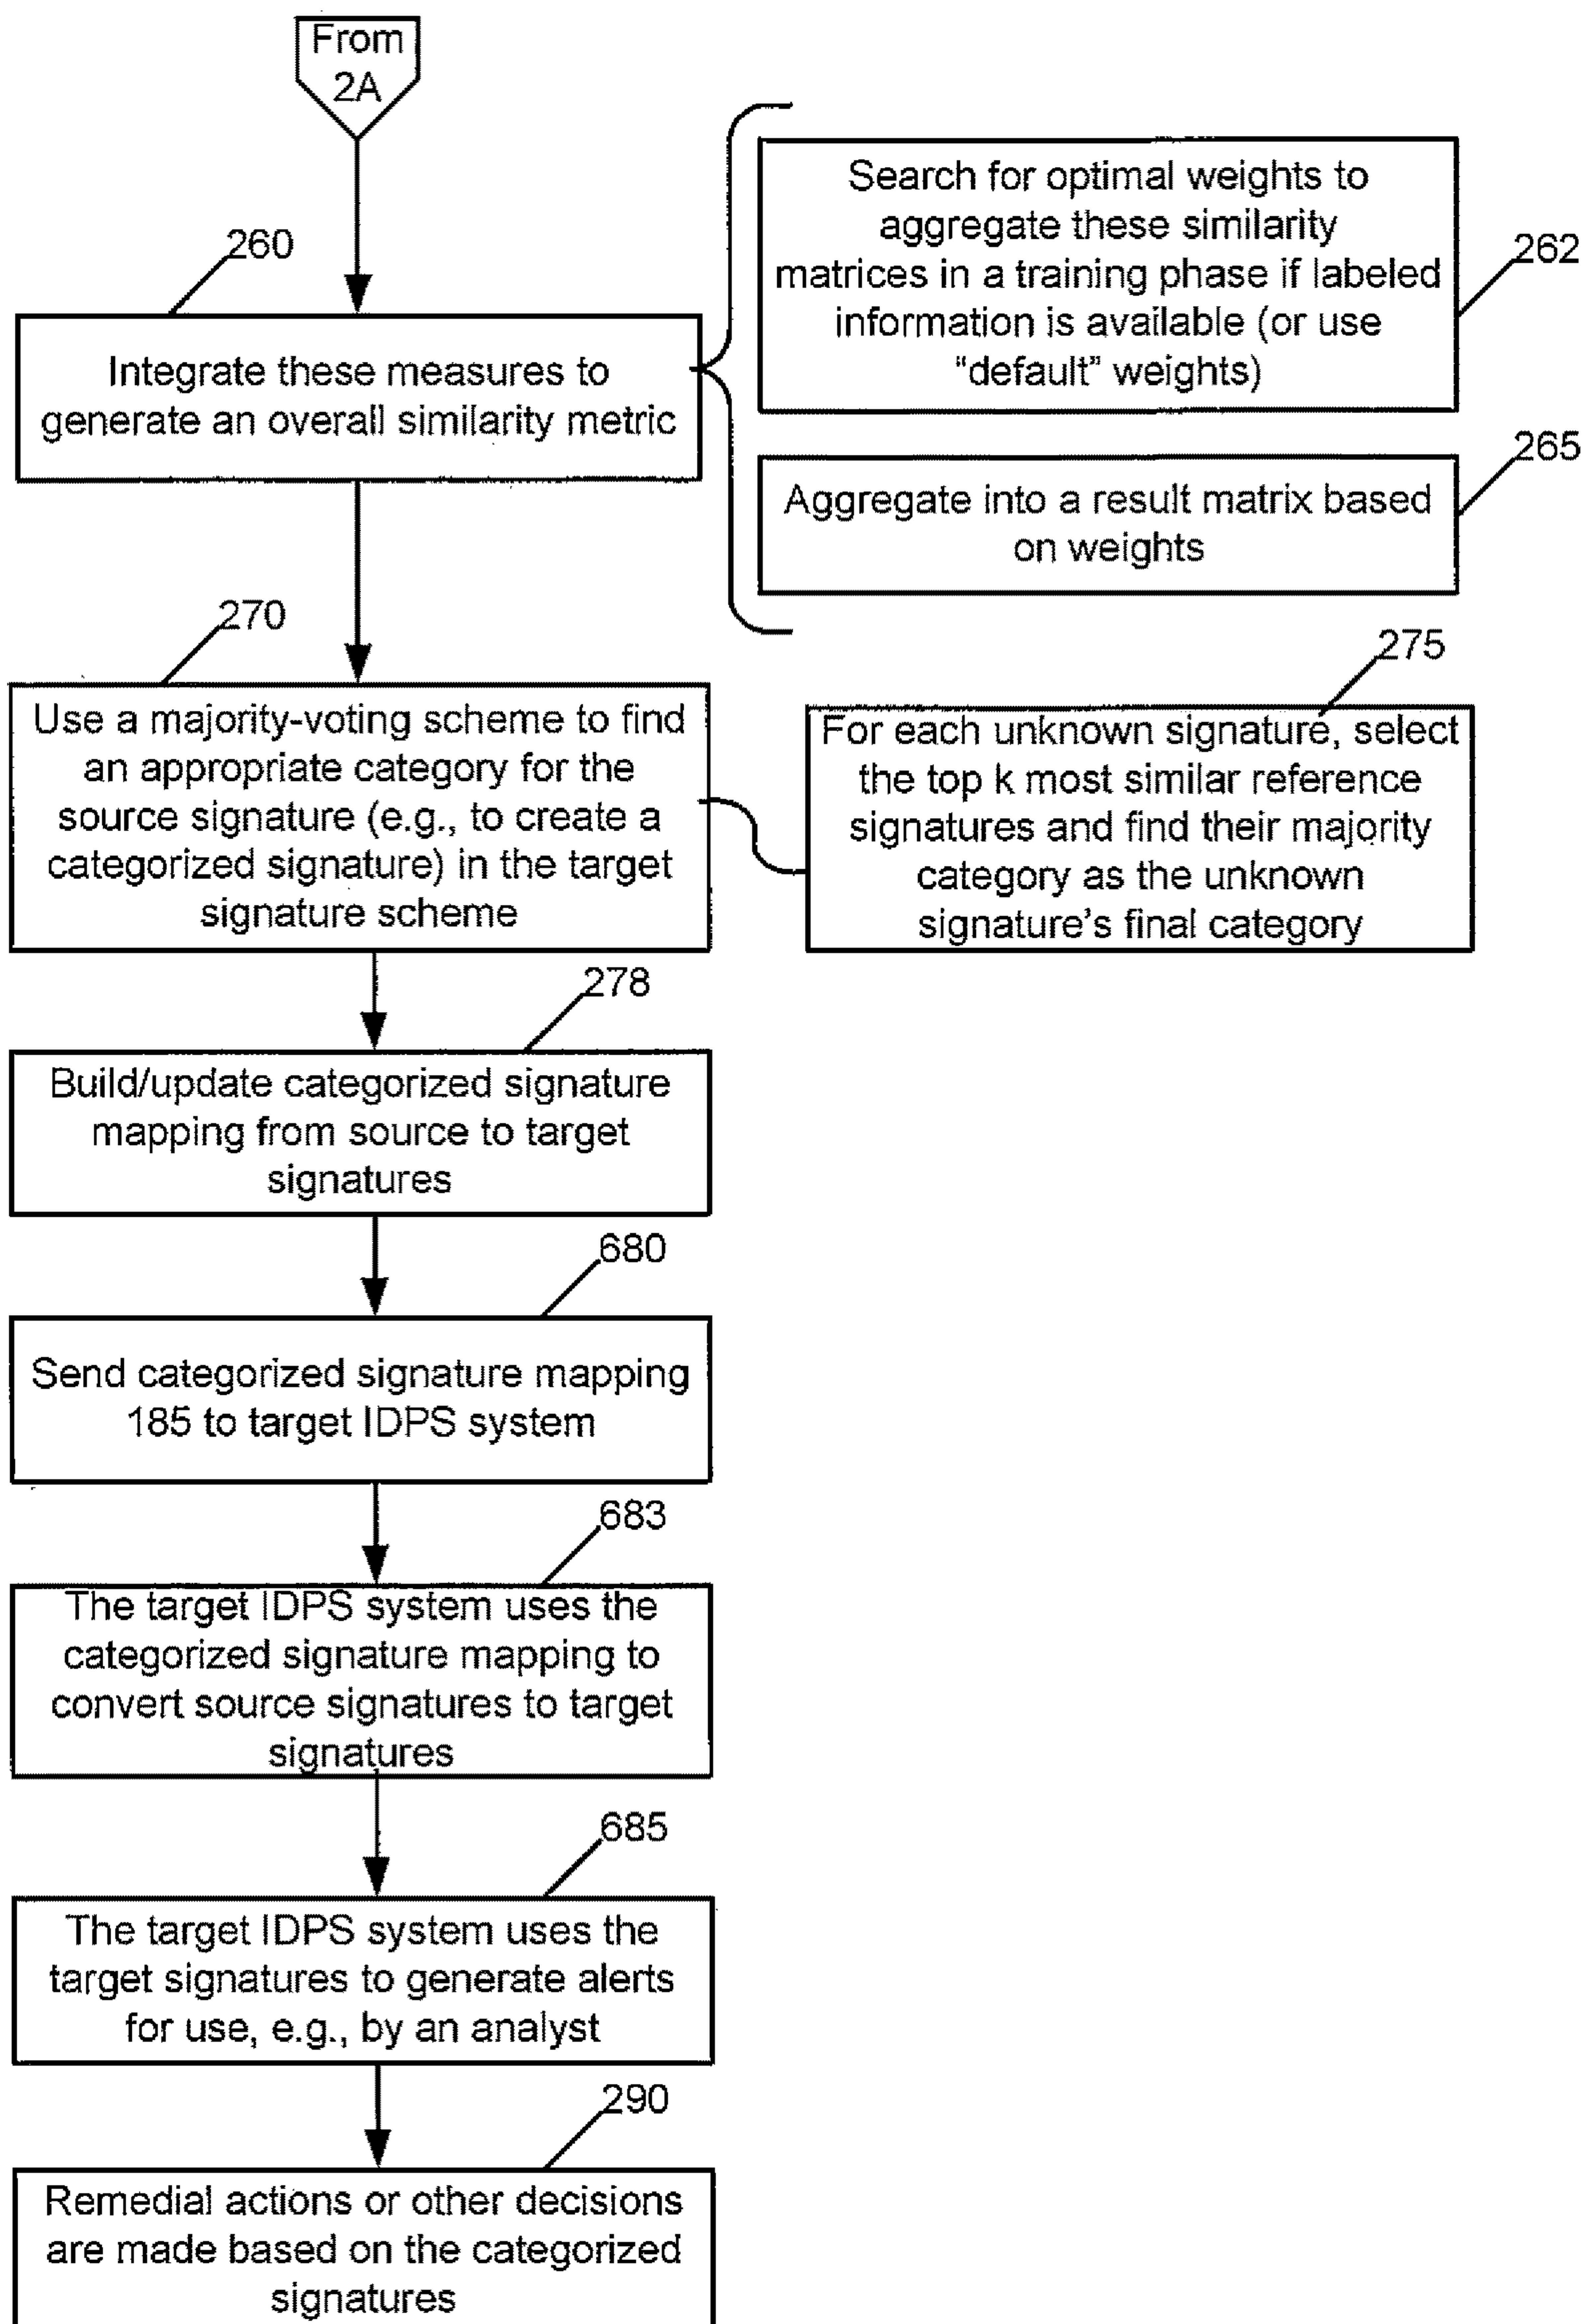 From
2A
260
Integrate these measures to
generate an overall similarity metric
Search for optimal weights to
aggregate these similarity
matrices in a training phase if labeled
information is available (or use
“default” weights)
262
Aggregate into a result matrix based
on weights
265
270
Use a majority-voting scheme to find
an appropriate category for the
source signature (e.g., to create a
categorized signature) in the target
signature scheme
275
For each unknown signature, select
the top k most similar reference
signatures and find their majority
category as the unknown
signature’s final category
278
Build/update categorized signature
mapping from source to target
signatures
680
Send categorized signature mapping
185 to target IDPS system
683
The target IDPS system uses the
categorized signature mapping to
convert source signatures to target
signatures
685
The target IDPS system uses the
target signatures to generate alerts
for use, e.g., by an analyst
290
Remedial actions or other decisions
are made based on the categorized
signatures